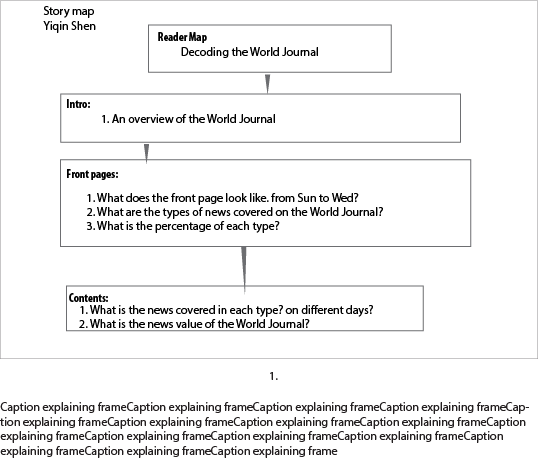 Story map
Yiqin Shen
Reader Map
Decoding the World Journal
Intro:
1. An overview of the World Journal
Front pages:
1. What does the front page look like. from Sun to Wed?
2. What are the types of news covered on the World Journal?
3. What is the percentage of each type?
Contents:
1. What is the news covered in each type? on different days?
2. What is the news value of the World Journal?
1.
Caption explaining frameCaption explaining frameCaption explaining frameCaption explaining frameCap-
tion explaining frameCaption explaining frameCaption explaining frameCaption explaining frameCaption
explaining frameCaption explaining frameCaption explaining frameCaption explaining frameCaption
explaining frameCaption explaining frameCaption explaining frame